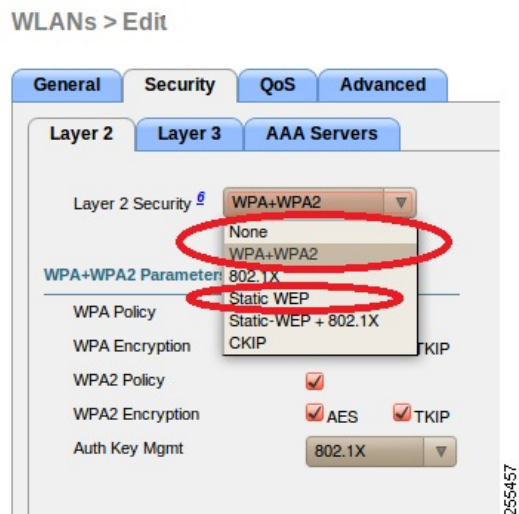 WLANs > Edit
General Security QoS Advanced
Layer 2 Layer 3 AAA Servers
Layer 2 Security 6 WPA+WPA2
None
WPA+WPA2
WPA+WPA2 Parameters 802.1X
Static WEP
WPA Policy
Static-WEP + 802.1X
WPA Encryption CKIP TKIP
WPA2 Policy
WPA2 Encryption AES TKIP
Auth Key Mgmt 802.1X
255457